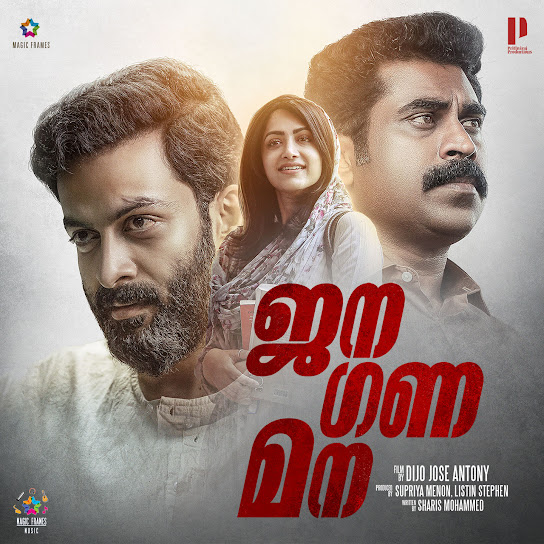 MAGIC FRAMES
P
Prithviraj
Productions
ജന
ഗണ
മന
FILM BY DIJO JOSE ANTONY
PRODUCED BY SUPRIYA MENON, LISTIN STEPHEN
WRITTEN BY SHARIS MOHAMMED
MAGIC FRAMES
MUSIC